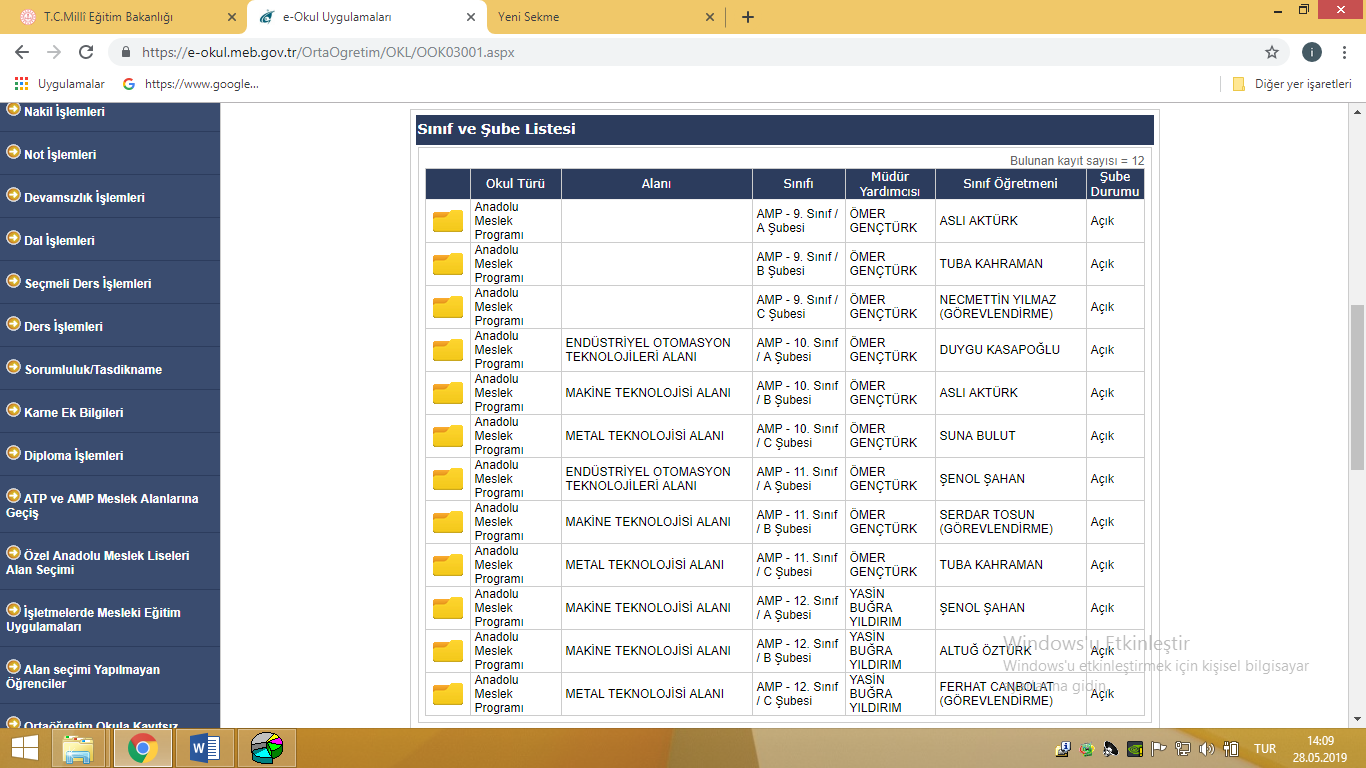 T.C.Millî Eğitim Bakanlığı
e-Okul Uygulamaları
Yeni Sekme
https://e-okul.meb.gov.tr/OrtaOgretim/OKL/OOK03001.aspx
i
Uygulamalar
https://www.google...
Diğer yer işaretleri
Nakil İşlemleri
Not İşlemleri
Devamsızlık İşlemleri
Dal İşlemleri
Seçmeli Ders İşlemleri
Ders İşlemleri
Sorumluluk/Tasdikname
Karne Ek Bilgileri
Diploma İşlemleri
ATP ve AMP Meslek Alanlarına
Geçiş
Özel Anadolu Meslek Liseleri
Alan Seçimi
İşletmelerde Mesleki Eğitim
Uygulamaları
Alan seçimi Yapılmayan
Öğrenciler
Ortaöğretim Okula Kayıtsız
Sınıf ve Şube Listesi
Bulunan kayıt sayısı = 12
Okul Türü Alanı Sınıfı Müdür Yardımcısı Sınıf Öğretmeni Şube Durumu
Anadolu Meslek Programı AMP - 9. Sınıf / A Şubesi ÖMER GENÇTÜRK ASLI AKTÜRK Açık
Anadolu Meslek Programı AMP - 9. Sınıf / B Şubesi ÖMER GENÇTÜRK TUBA KAHRAMAN Açık
Anadolu Meslek Programı AMP - 9. Sınıf / C Şubesi ÖMER GENÇTÜRK NECMETTİN YILMAZ (GÖREVLENDİRME) Açık
Anadolu Meslek Programı ENDÜSTRİYEL OTOMASYON TEKNOLOJİLERİ ALANI AMP - 10. Sınıf / A Şubesi ÖMER GENÇTÜRK DUYGU KASAPOĞLU Açık
Anadolu Meslek Programı MAKİNE TEKNOLOJİSİ ALANI AMP - 10. Sınıf / B Şubesi ÖMER GENÇTÜRK ASLI AKTÜRK Açık
Anadolu Meslek Programı METAL TEKNOLOJİSİ ALANI AMP - 10. Sınıf / C Şubesi ÖMER GENÇTÜRK SUNA BULUT Açık
Anadolu Meslek Programı ENDÜSTRİYEL OTOMASYON TEKNOLOJİLERİ ALANI AMP - 11. Sınıf / A Şubesi ÖMER GENÇTÜRK ŞENOL ŞAHAN Açık
Anadolu Meslek Programı MAKİNE TEKNOLOJİSİ ALANI AMP - 11. Sınıf / B Şubesi ÖMER GENÇTÜRK SERDAR TOSUN (GÖREVLENDİRME) Açık
Anadolu Meslek Programı METAL TEKNOLOJİSİ ALANI AMP - 11. Sınıf / C Şubesi ÖMER GENÇTÜRK TUBA KAHRAMAN Açık
Anadolu Meslek Programı MAKİNE TEKNOLOJİSİ ALANI AMP - 12. Sınıf / A Şubesi YASİN BUĞRA YILDIRIM ŞENOL ŞAHAN Açık
Anadolu Meslek Programı MAKİNE TEKNOLOJİSİ ALANI AMP - 12. Sınıf / B Şubesi YASİN BUĞRA YILDIRIM ALTUĞ ÖZTÜRK Açık
Anadolu Meslek Programı METAL TEKNOLOJİSİ ALANI AMP - 12. Sınıf / C Şubesi YASİN BUĞRA YILDIRIM FERHAT CANBOLAT (GÖREVLENDİRME) Açık
Windows'u Etkinleştir
Windows'u etkinleştirmek için kişisel bilgisayar
gidin.
TUR
14:09
28.05.2019